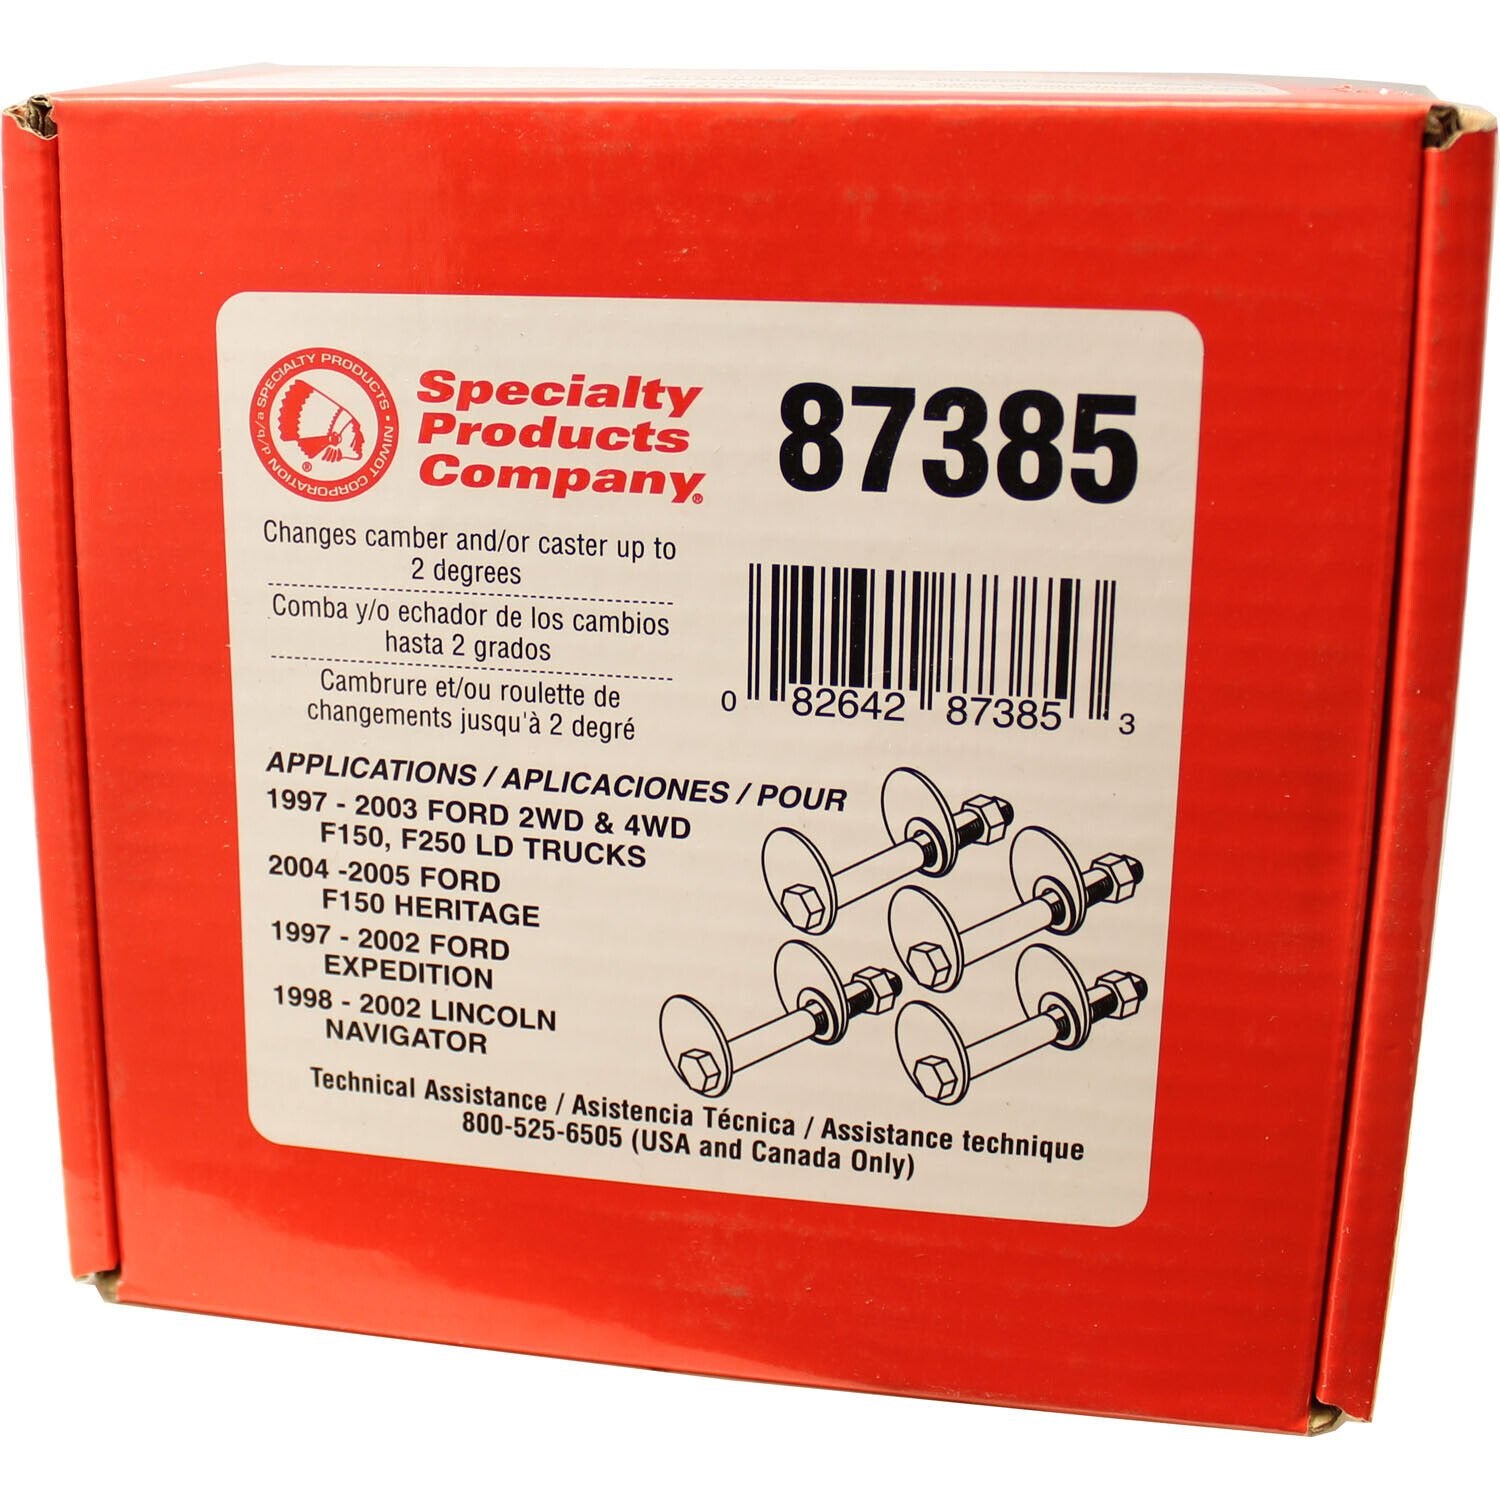 SPECIALTY PRODUCTS • NIWOT CORPORATION d/b/a
®
Specialty
Products
Company®
87385
Changes camber and/or caster up to
2 degrees
Comba y/o echador de los cambios
hasta 2 grados
Cambrure et/ou roulette de
changements jusqu'à 2 degré
0 82642 87385 3
APPLICATIONS / APLICACIONES / POUR
1997 - 2003 FORD 2WD & 4WD
F150, F250 LD TRUCKS
2004 -2005 FORD
F150 HERITAGE
1997 - 2002 FORD
EXPEDITION
1998 - 2002 LINCOLN
NAVIGATOR
Technical Assistance / Asistencia Técnica / Assistance technique
800-525-6505 (USA and Canada Only)